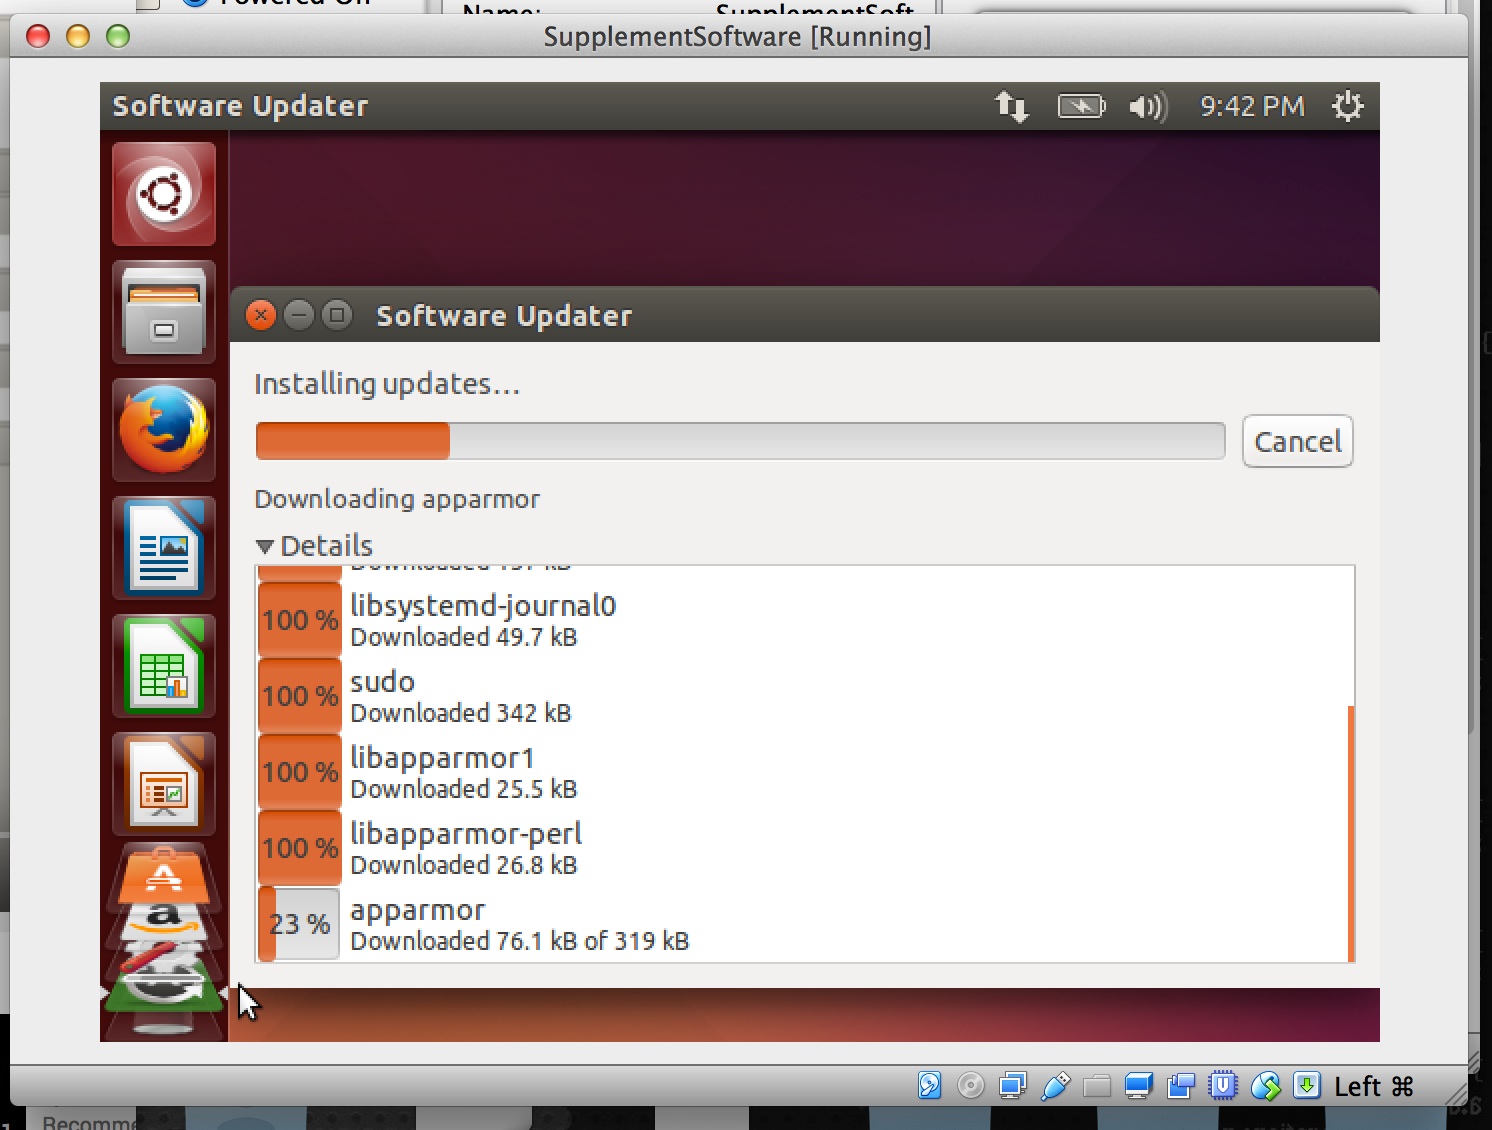 Powered Off
Name:
SupplementSoft
SupplementSoftware [Running]
Software Updater
9:42 PM
Software Updater
Installing updates...
Cancel
Downloading apparmor
Details
100 %
libsystemd-journal0
Downloaded 49.7 kB
100 %
sudo
Downloaded 342 kB
100 %
libapparmor1
Downloaded 25.5 kB
100 %
libapparmor-perl
Downloaded 26.8 kB
23 %
apparmor
Downloaded 76.1 kB of 319 kB
Left ⌘
Recomme